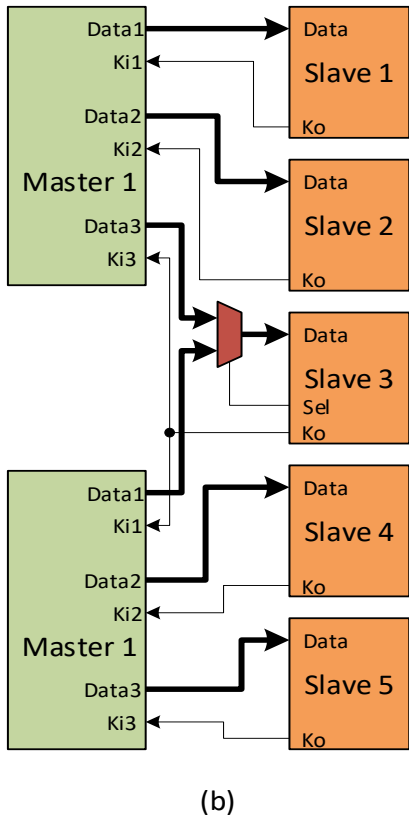 Data1
Ki1
Data2
Ki2
Master 1
Data3
Ki3
Data
Slave 1
Ko
Data
Slave 2
Ko
Data
Slave 3
Sel
Ko
Data1
Ki1
Data2
Ki2
Master 1
Data3
Ki3
Data
Slave 4
Ko
Data
Slave 5
Ko
(b)